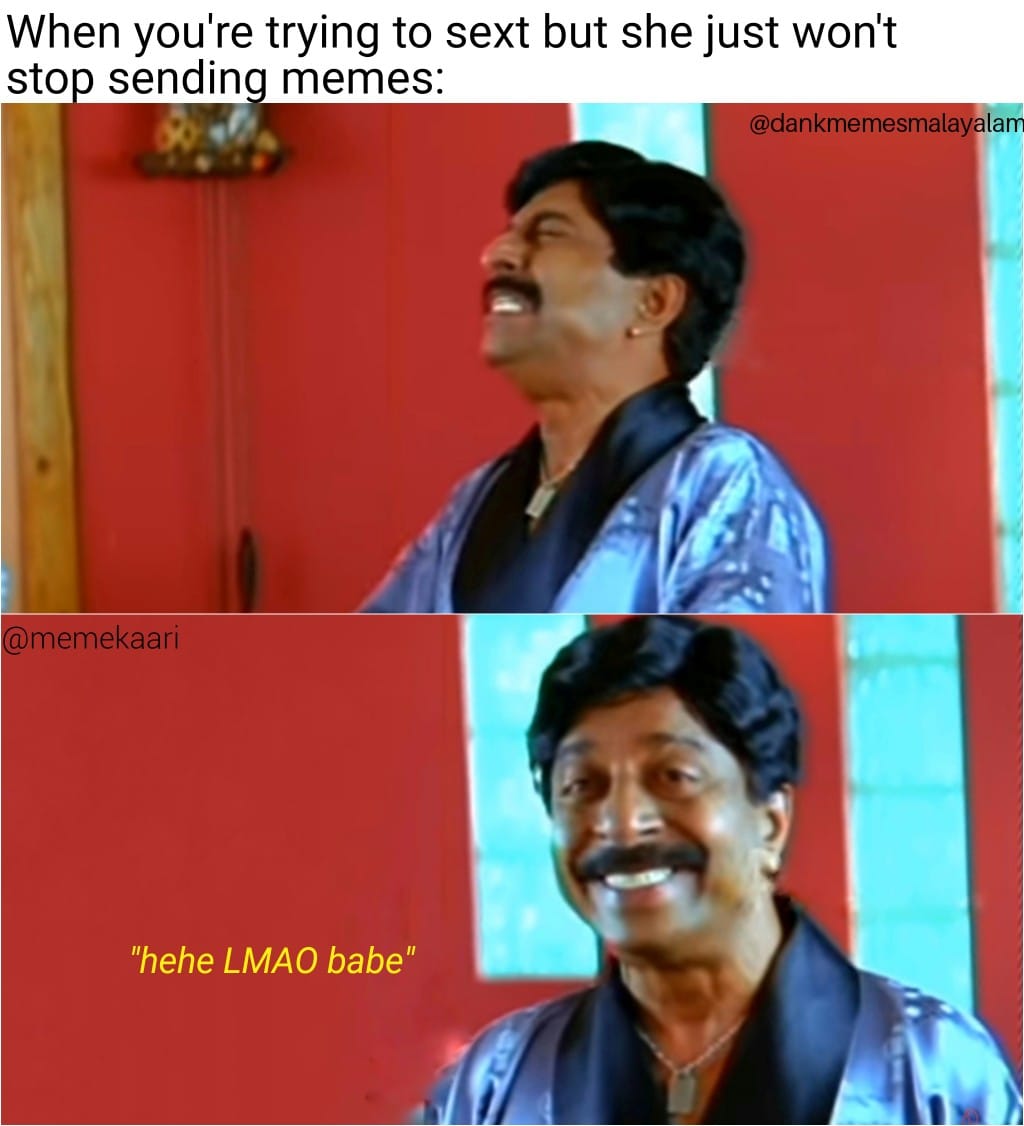 When you're trying to sext but she just won't
stop sending memes:
@dankmemesmalayalam
@memekaari
"hehe LMAO babe"